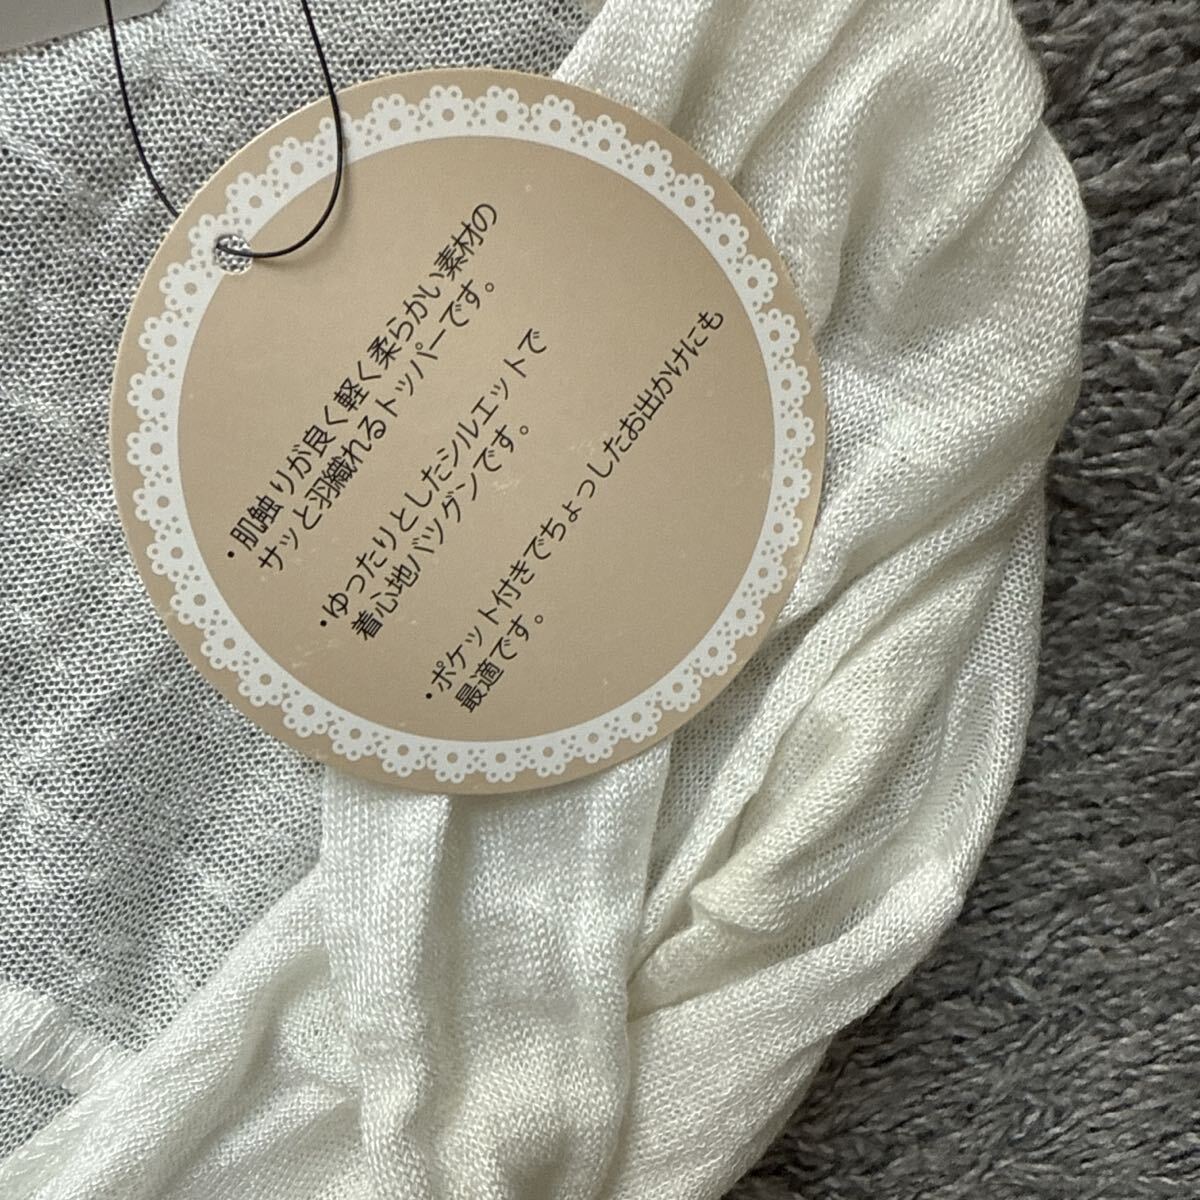 ・肌触りが良く軽く柔らかい素材の
サッと羽織れるトッパーです。
・ゆったりとしたシルエットで
着心地バツグンです。
・ポケット付きでちょっしたお出かけにも
最適です。